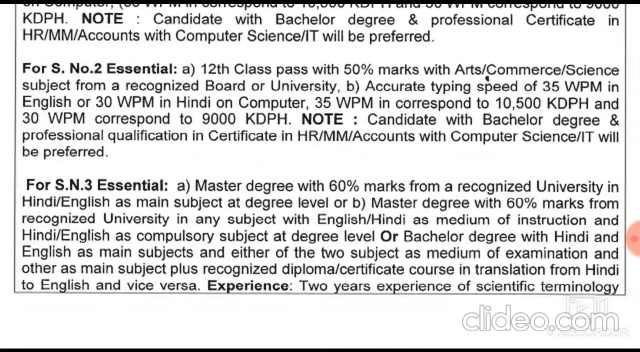 on Computer, (35 WPM in correspond to 10,500 KDPH and 30 WPM correspond to 9000
KDPH. NOTE : Candidate with Bachelor degree & professional Certificate in
HR/MM/Accounts with Computer Science/IT will be preferred.
For S. No.2 Essential: a) 12th Class pass with 50% marks with Arts/Commerce/Science
subject from a recognized Board or University, b) Accurate typing speed of 35 WPM in
English or 30 WPM in Hindi on Computer, 35 WPM in correspond to 10,500 KDPH and
30 WPM correspond to 9000 KDPH. NOTE : Candidate with Bachelor degree &
professional qualification in Certificate in HR/MM/Accounts with Computer Science/IT will
be preferred.
For S.N.3 Essential: a) Master degree with 60% marks from a recognized University in
Hindi/English as main subject at degree level or b) Master degree with 60% marks from
recognized University in any subject with English/Hindi as medium of instruction and
Hindi/English as compulsory subject at degree level Or Bachelor degree with Hindi and
English as main subjects and either of the two subject as medium of examination and
other as main subject plus recognized diploma/certificate course in translation from Hindi
to English and vice versa. Experience: Two years experience of scientific terminology
clideo.com